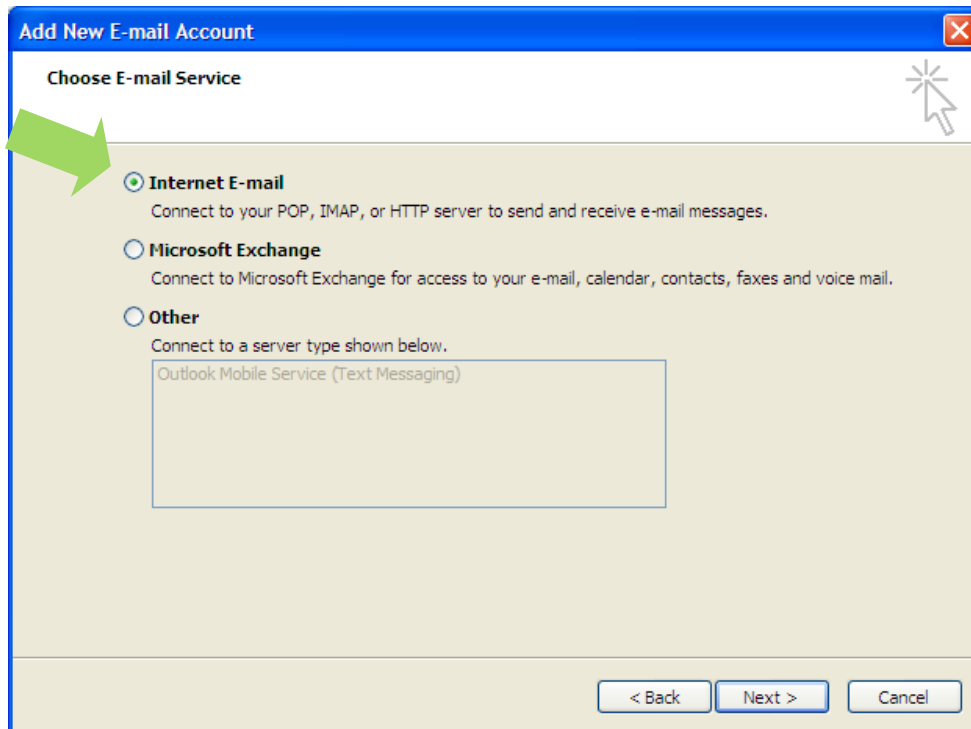 Add New E-mail Account
Choose E-mail Service
Internet E-mail
Connect to your POP, IMAP, or HTTP server to send and receive e-mail messages.
Microsoft Exchange
Connect to Microsoft Exchange for access to your e-mail, calendar, contacts, faxes and voice mail.
Other
Connect to a server type shown below.
Outlook Mobile Service (Text Messaging)
< Back Next > Cancel